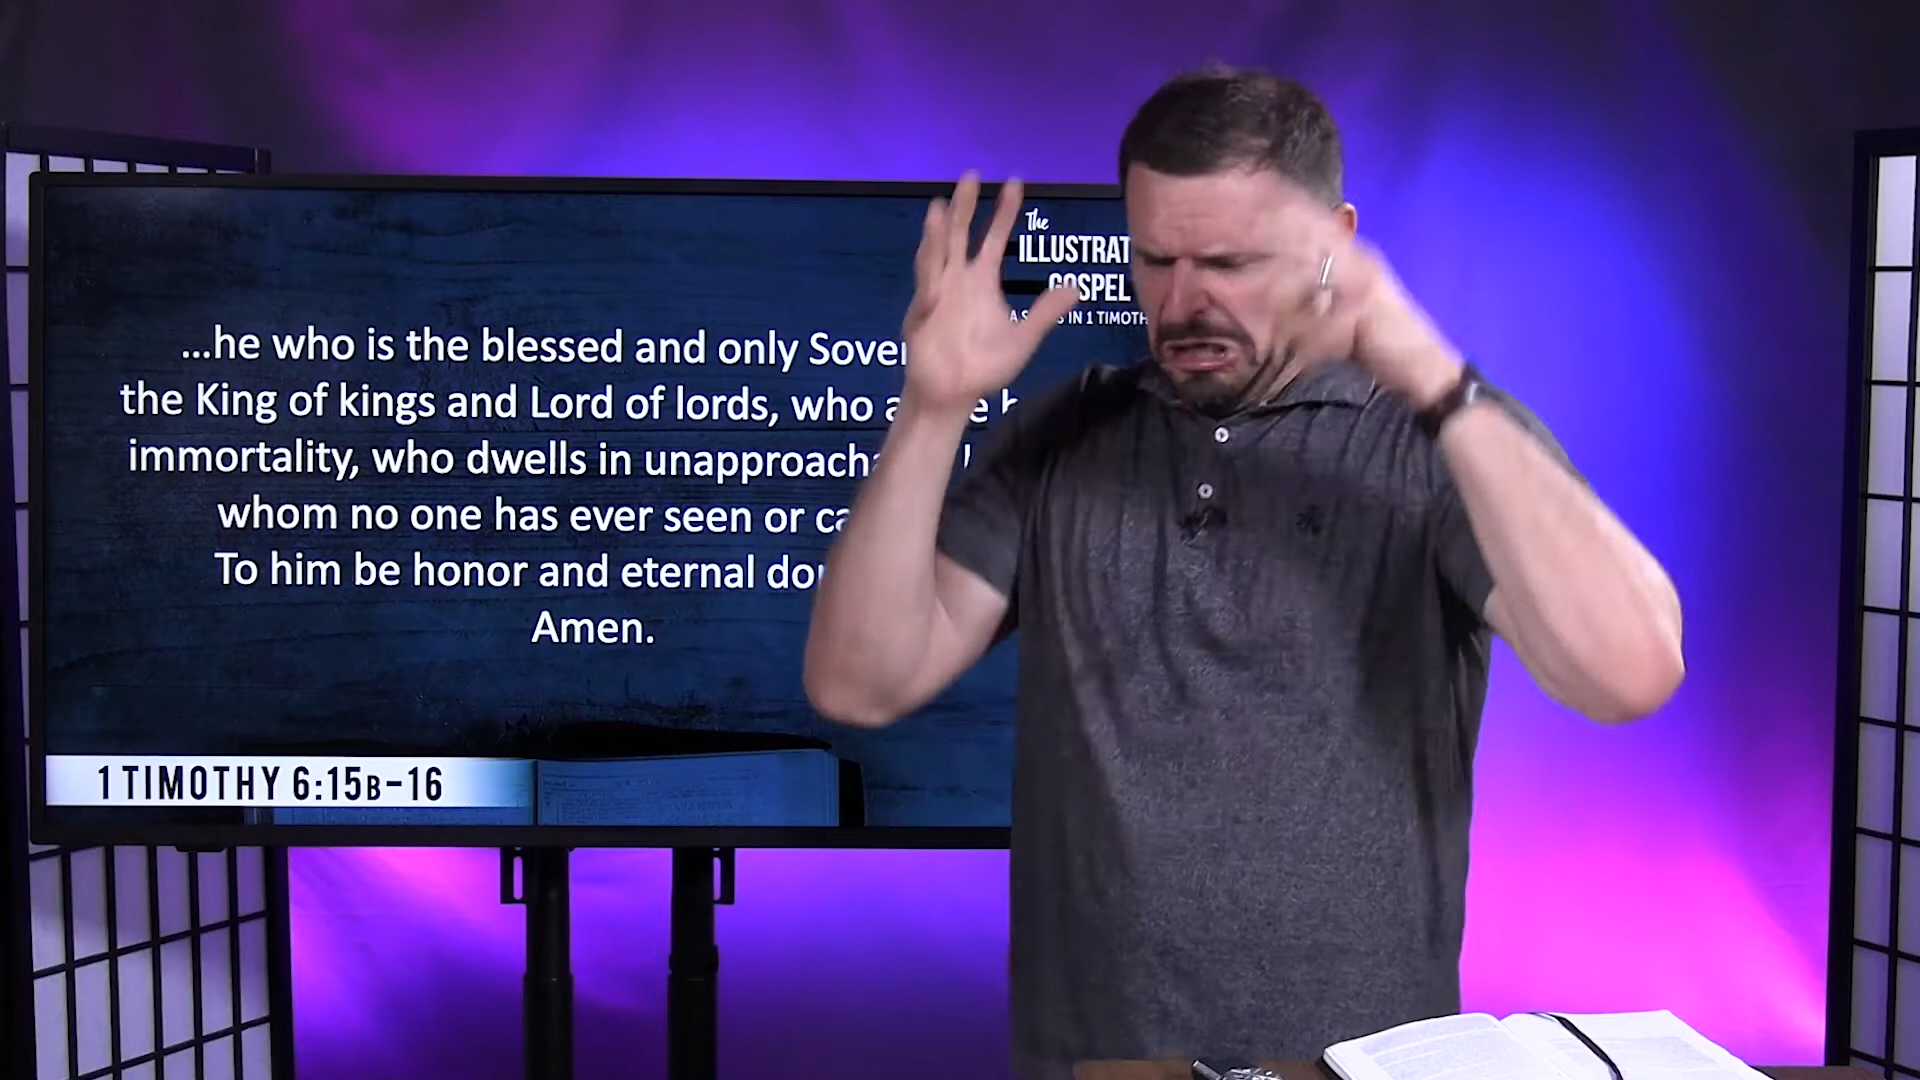 The
ILLUSTRAT
GOSPEL
IN 1 TIMOTH
...he who is the blessed and only Sover
the King of kings and Lord of lords, who
immortality, who dwells in unapproacha
whom no one has ever seen or ca
To him be honor and eternal do
Amen.
1 TIMOTHY 6:15B–16